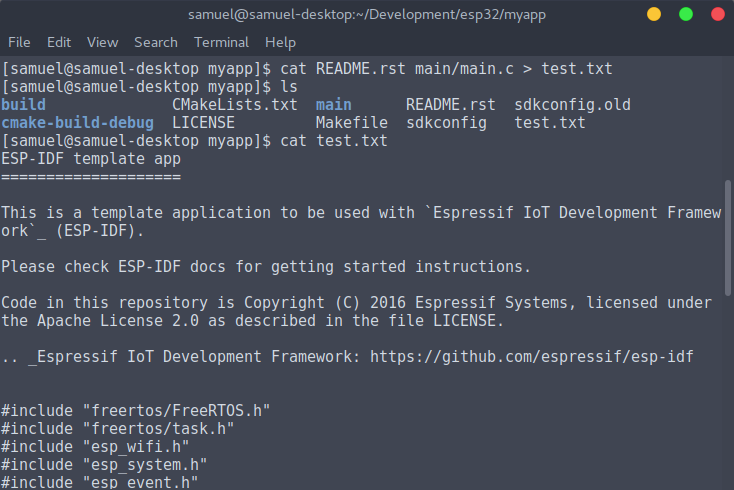 samuel@samuel-desktop:~/Development/esp32/myapp
File Edit View Search Terminal Help
[samuel@samuel-desktop myapp]$ cat README.rst main/main.c > test.txt
[samuel@samuel-desktop myapp]$ ls
build CMakeLists.txt main README.rst sdkconfig.old
cmake-build-debug LICENSE Makefile sdkconfig test.txt
[samuel@samuel-desktop myapp]$ cat test.txt
ESP-IDF template app
====================
This is a template application to be used with `Espressif IoT Development Framew
ork`_ (ESP-IDF).
Please check ESP-IDF docs for getting started instructions.
Code in this repository is Copyright (C) 2016 Espressif Systems, licensed under
the Apache License 2.0 as described in the file LICENSE.
.. _Espressif IoT Development Framework: https://github.com/espressif/esp-idf
#include "freertos/FreeRTOS.h"
#include "freertos/task.h"
#include "esp_wifi.h"
#include "esp_system.h"
#include "esp_event.h"